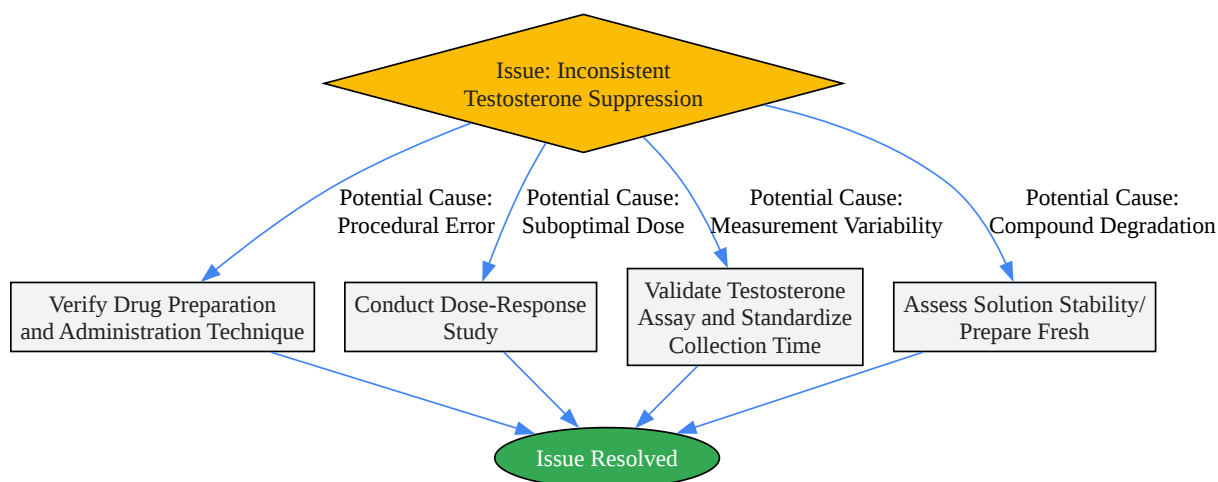 Issue: Inconsistent
Testosterone Suppression
Potential Cause:
Procedural Error
Potential Cause:
Suboptimal Dose
Potential Cause:
Measurement Variability
Potential Cause:
Compound Degradation
Verify Drug Preparation
and Administration Technique
Conduct Dose-Response
Study
Validate Testosterone
Assay and Standardize
Collection Time
Assess Solution Stability/
Prepare Fresh
Issue Resolved